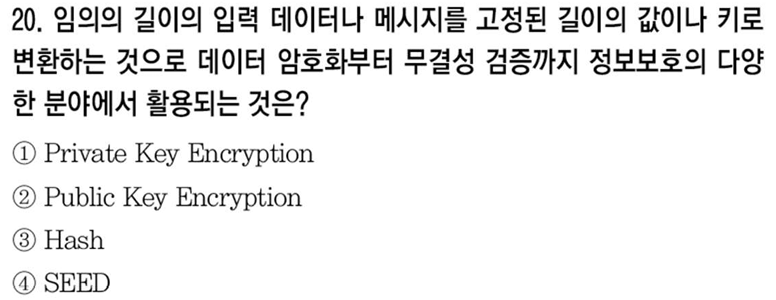 20. 임의의 길이의 입력 데이터나 메시지를 고정된 길이의 값이나 키로
변환하는 것으로 데이터 암호화부터 무결성 검증까지 정보보호의 다양
한 분야에서 활용되는 것은?
① Private Key Encryption
② Public Key Encryption
③ Hash
④ SEED